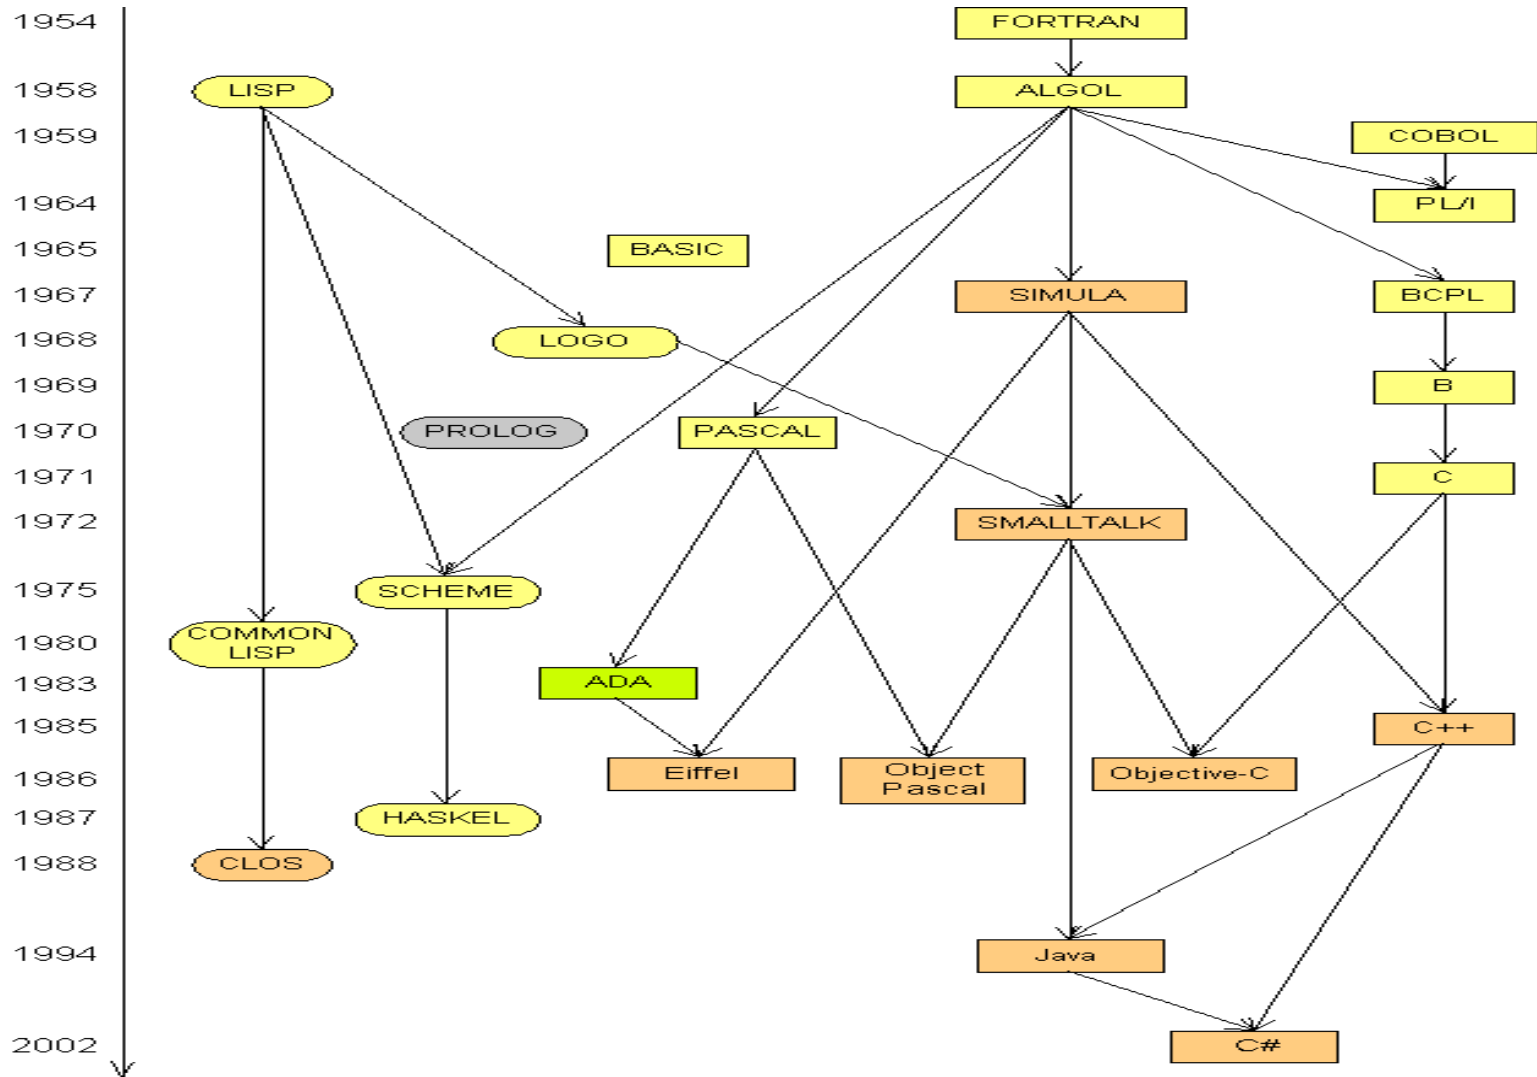 1954
FORTRAN
1958
LISP
ALGOL
1959
COBOL
1964
PL/I
1965
BASIC
1967
SIMULA
BCPL
1968
LOGO
1969
B
1970
PROLOG
PASCAL
1971
C
1972
SMALLTALK
1975
SCHEME
1980
COMMON
LISP
1983
ADA
1985
C++
1986
Eiffel
Object
Pascal
Objective-C
1987
HASKEL
1988
CLOS
1994
Java
2002
C#